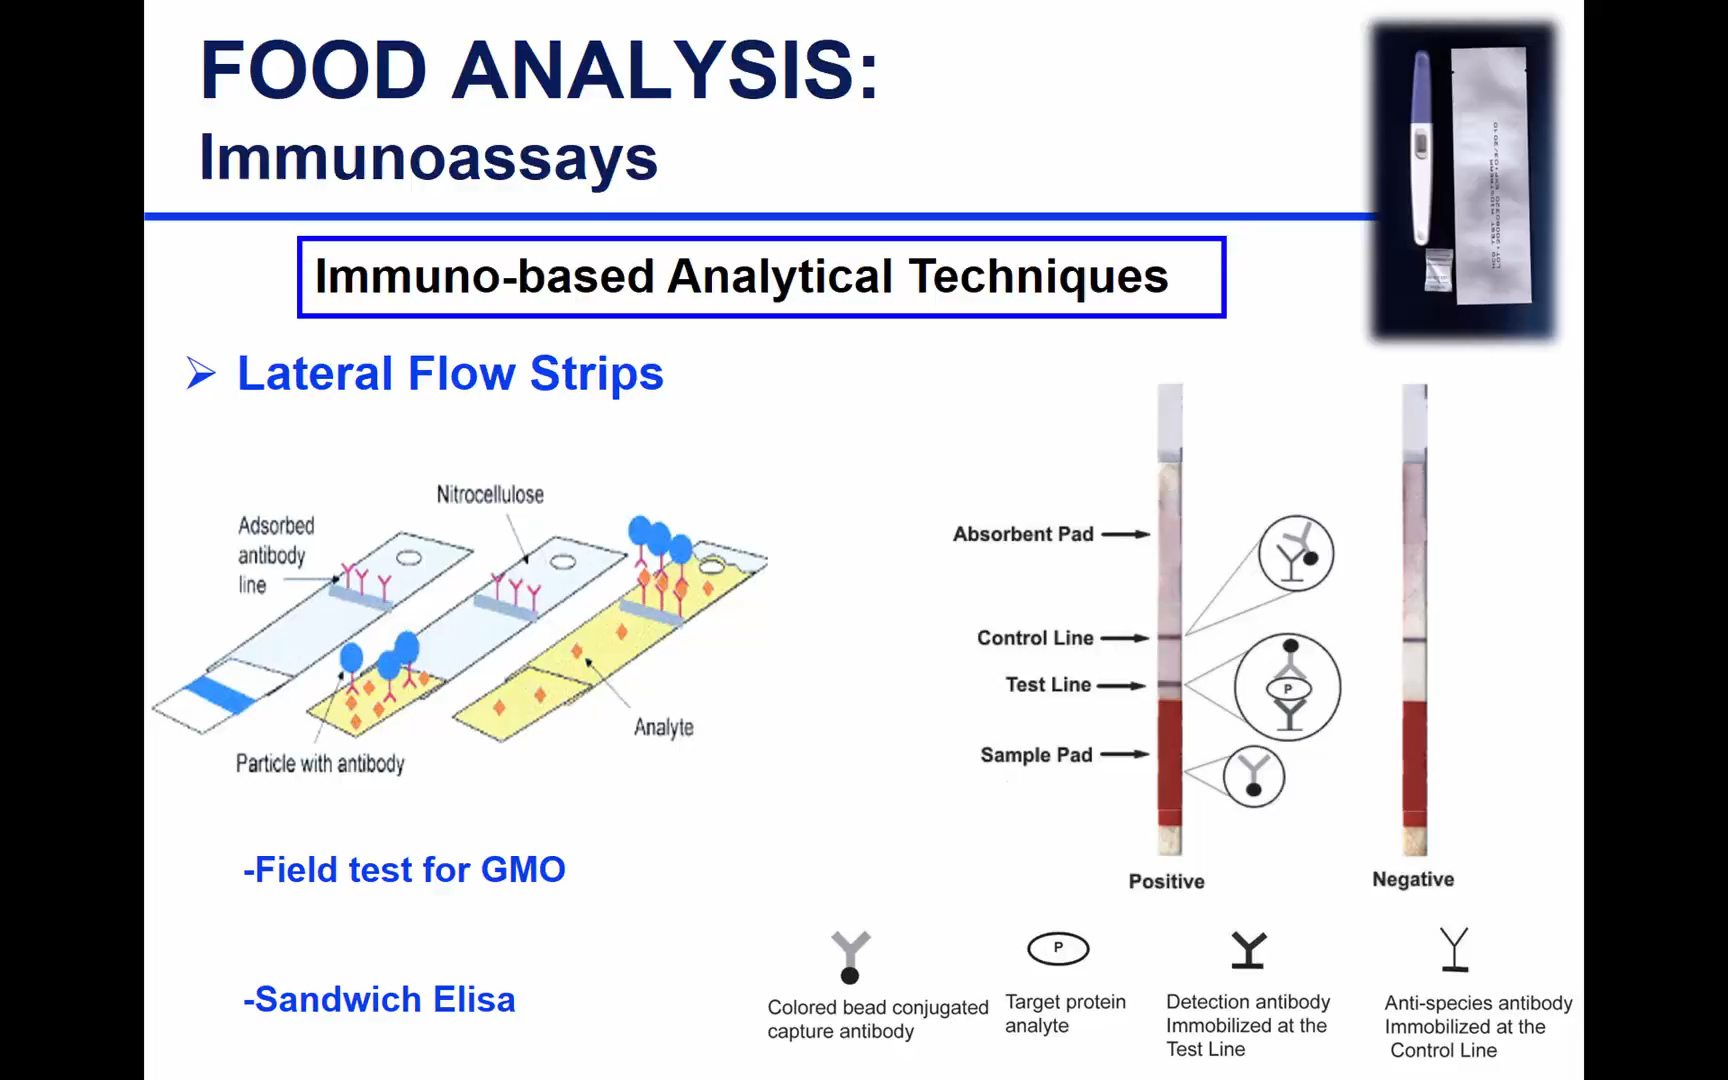 FOOD ANALYSIS:
Immunoassays
Immuno-based Analytical Techniques
➢ Lateral Flow Strips
Nitrocellulose
Adsorbed
antibody
line
Analyte
Particle with antibody
Absorbent Pad
Control Line
Test Line
P
Sample Pad
Positive
Negative
-Field test for GMO
-Sandwich Elisa
P
Colored bead conjugated
capture antibody
Target protein
analyte
Detection antibody
Immobilized at the
Test Line
Anti-species antibody
Immobilized at the
Control Line